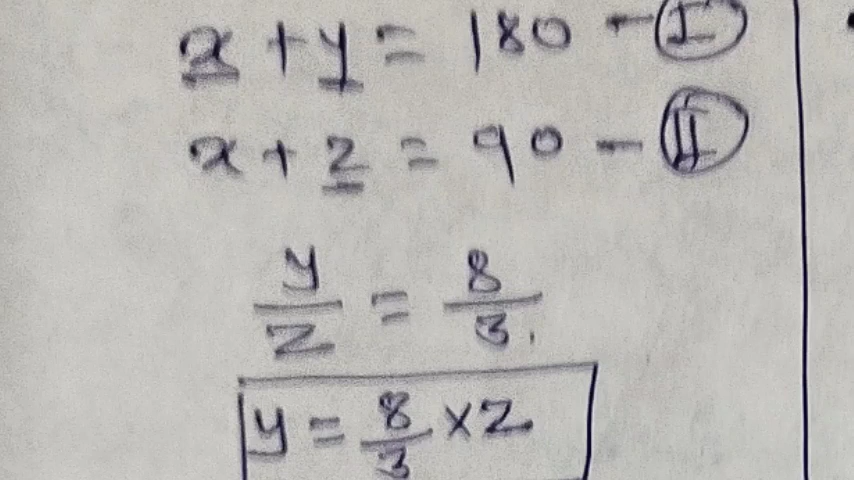 x + y = 180 - I
x + z = 90 - II
y/z = 8/3.
y = 8/3 × z